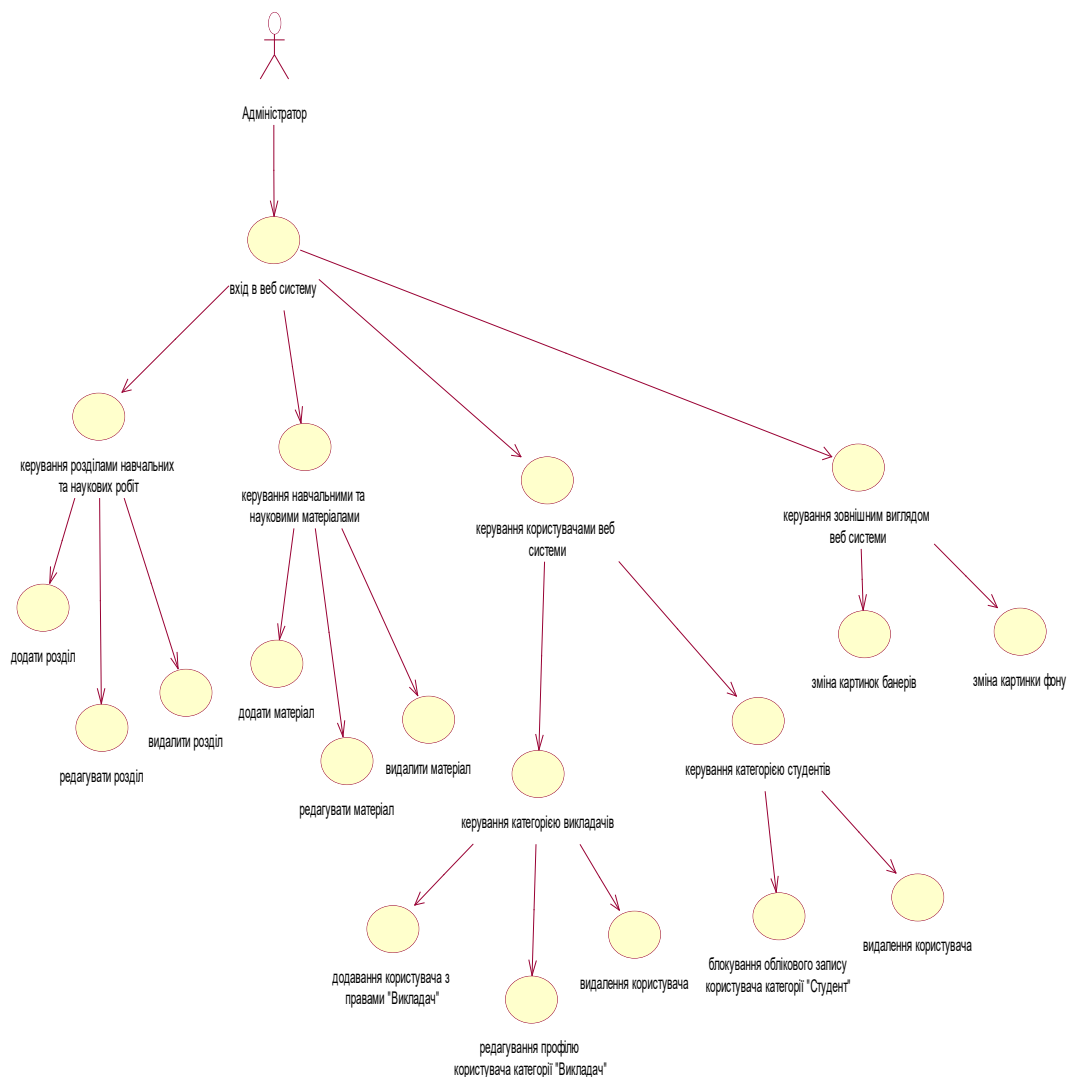 Адміністратор
вхід в веб систему
керування розділами навчальних
та наукових робіт
керування навчальними та
науковими матеріалами
керування користувачами веб
системи
керування зовнішним виглядом
веб системи
додати розділ
редагувати розділ
видалити розділ
додати матеріал
редагувати матеріал
видалити матеріал
зміна картинок банерів
зміна картинки фону
керування категорією викладачів
керування категорією студентів
додавання користувача з
правами "Викладач"
редагування профілю
користувача категорії "Викладач"
видалення користувача
блокування облікового запису
користувача категорії "Студент"
видалення користувача